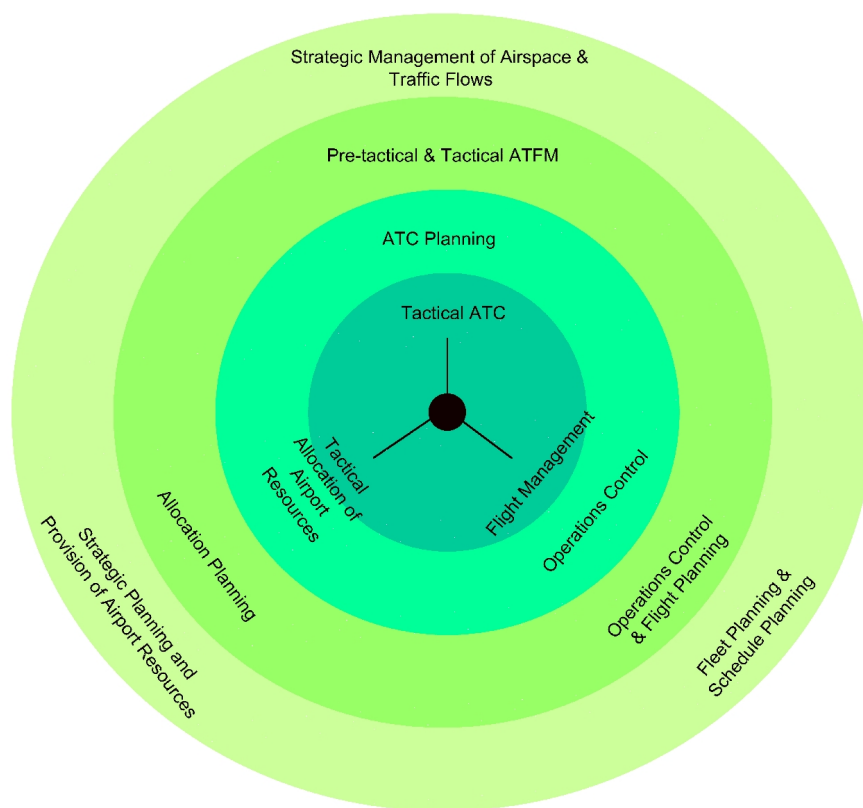 Strategic Management of Airspace &
Traffic Flows
Pre-tactical & Tactical ATFM
ATC Planning
Tactical ATC
Tactical
Allocation of
Airport
Resources
Flight Management
Operations Control
Allocation Planning
Operations Control
& Flight Planning
Strategic Planning and
Provision of Airport Resources
Fleet Planning &
Schedule Planning